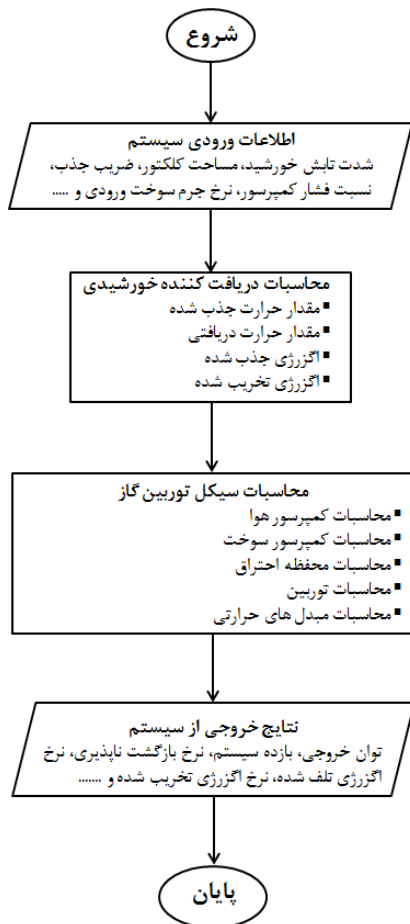 شروع
اطلاعات ورودی سیستم
شدت تابش خورشید، مساحت کلکتور، ضریب جذب،
نسبت فشار کمپرسور، نرخ جرم سوخت ورودی و .....
محاسبات دریافت کننده خورشیدی
▪ مقدار حرارت جذب شده
▪ مقدار حرارت دریافتی
▪ اگزرژی جذب شده
▪ اگزرژی تخریب شده
محاسبات سیکل توربین گاز
▪ محاسبات کمپرسور هوا
▪ محاسبات کمپرسور سوخت
▪ محاسبات محفظه احتراق
▪ محاسبات توربین
▪ محاسبات مبدل های حرارتی
نتایج خروجی از سیستم
توان خروجی، بازده سیستم، نرخ بازگشت ناپذیری، نرخ
اگزرژی تلف شده، نرخ اگزرژی تخریب شده و .......
پایان